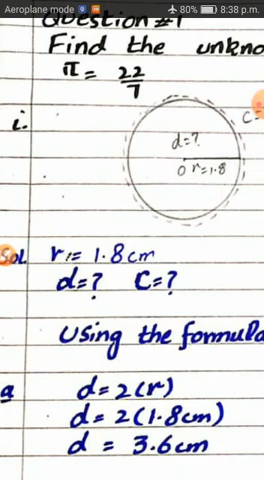 Aeroplane mode 80% 8:38 p.m.
Question #1
Find the
π = 22/7
i.
d=?
O r=1.8
Sol r= 1.8cm
d=? C=?
Using the formula
d=2(r)
d=2(1.8cm)
d = 3.6cm